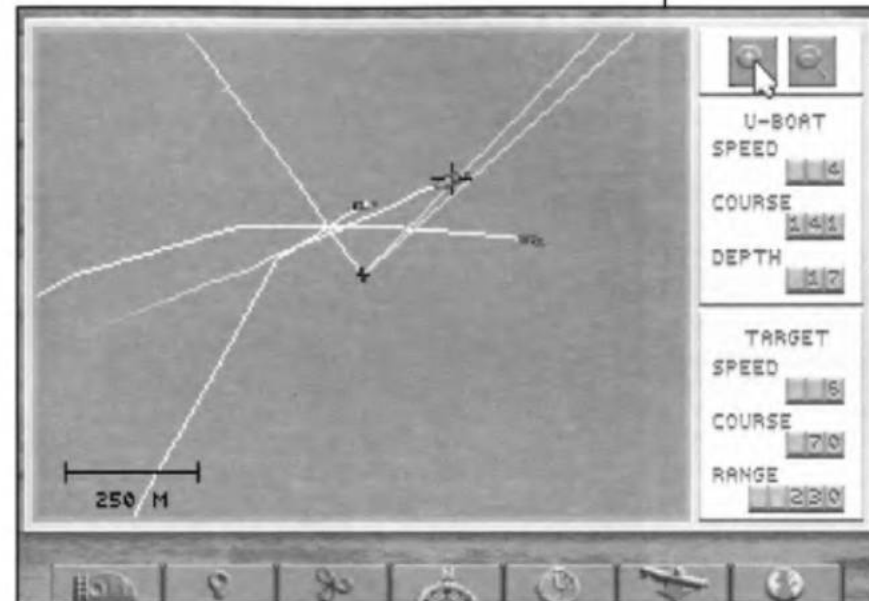 U-BOAT
SPEED
4
COURSE
141
DEPTH
17
TARGET
SPEED
6
COURSE
70
RANGE
230
250 M
N